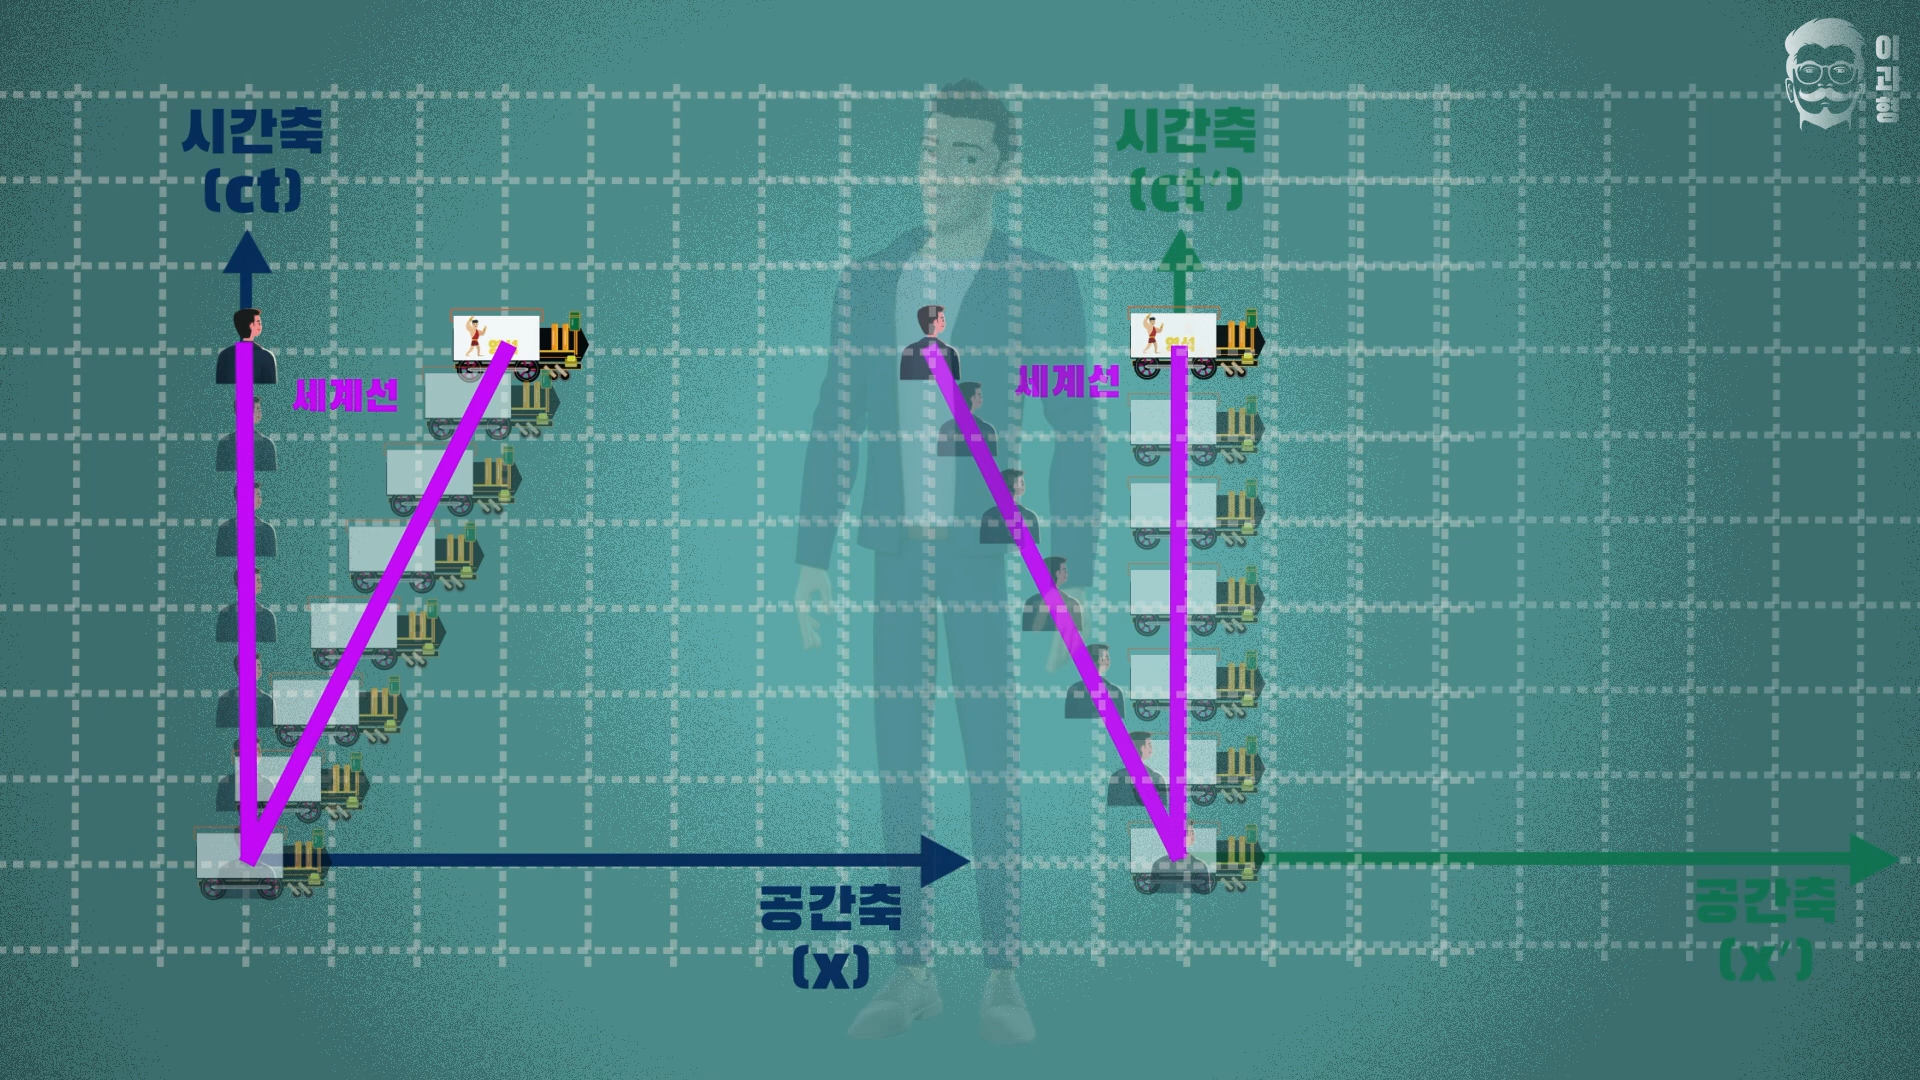 시간축
(ct)
세계선
공간축
(x)
시간축
(ct′)
세계선
공간축
(x′)
이과형